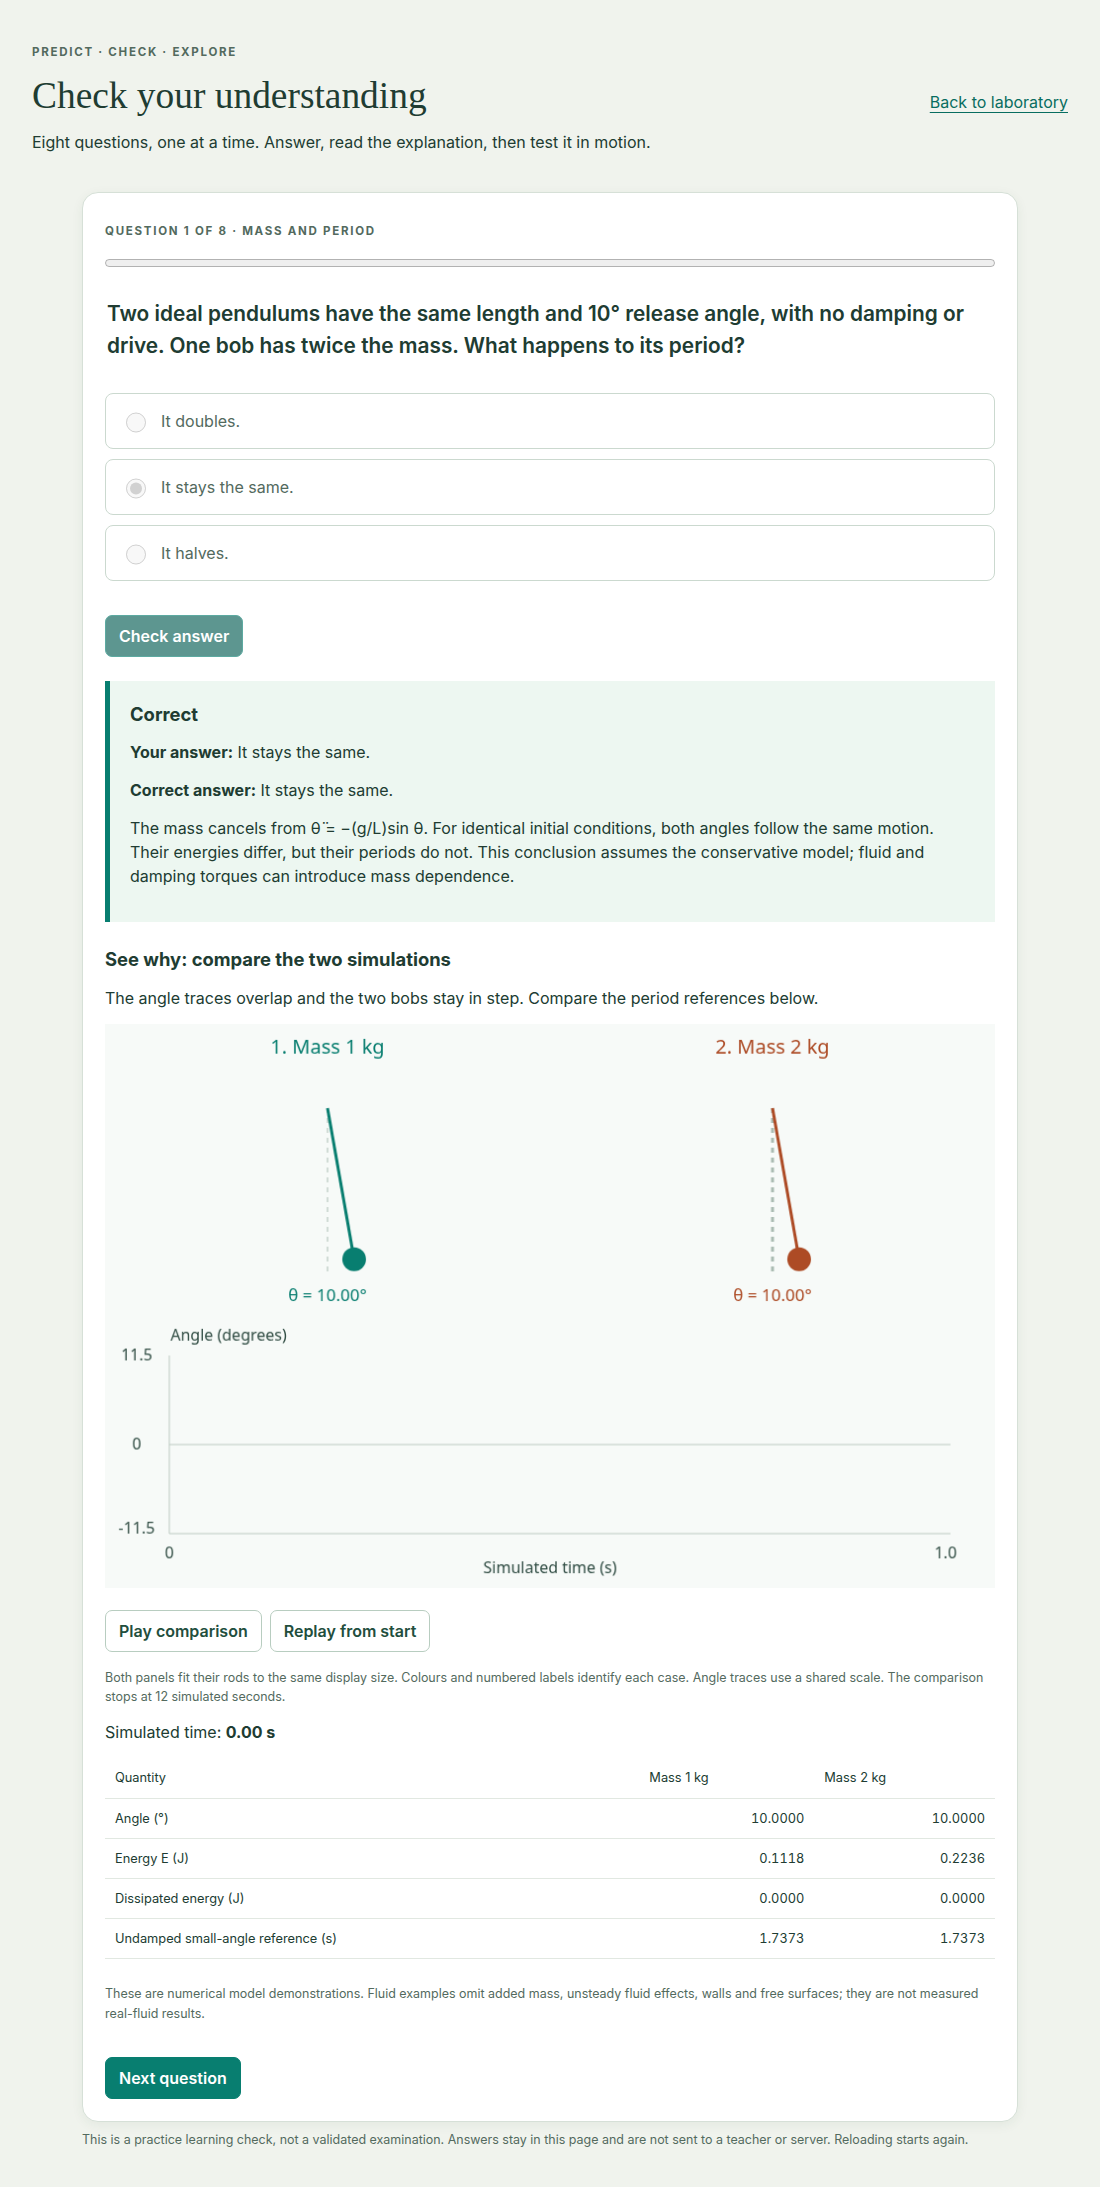 PREDICT · CHECK · EXPLORE
Check your understanding
Back to laboratory
Eight questions, one at a time. Answer, read the explanation, then test it in motion.
QUESTION 1 OF 8 · MASS AND PERIOD
Two ideal pendulums have the same length and 10° release angle, with no damping or
drive. One bob has twice the mass. What happens to its period?
It doubles.
It stays the same.
It halves.
Check answer
Correct
Your answer: It stays the same.
Correct answer: It stays the same.
The mass cancels from θ̈ = −(g/L)sin θ. For identical initial conditions, both angles follow the same motion.
Their energies differ, but their periods do not. This conclusion assumes the conservative model; fluid and
damping torques can introduce mass dependence.
See why: compare the two simulations
The angle traces overlap and the two bobs stay in step. Compare the period references below.
1. Mass 1 kg
2. Mass 2 kg
θ = 10.00°
θ = 10.00°
Angle (degrees)
11.5
0
-11.5
0
1.0
Simulated time (s)
Play comparison
Replay from start
Both panels fit their rods to the same display size. Colours and numbered labels identify each case. Angle traces use a shared scale. The comparison
stops at 12 simulated seconds.
Simulated time: 0.00 s
Quantity Mass 1 kg Mass 2 kg
Angle (°) 10.0000 10.0000
Energy E (J) 0.1118 0.2236
Dissipated energy (J) 0.0000 0.0000
Undamped small-angle reference (s) 1.7373 1.7373
These are numerical model demonstrations. Fluid examples omit added mass, unsteady fluid effects, walls and free surfaces; they are not measured
real-fluid results.
Next question
This is a practice learning check, not a validated examination. Answers stay in this page and are not sent to a teacher or server. Reloading starts again.